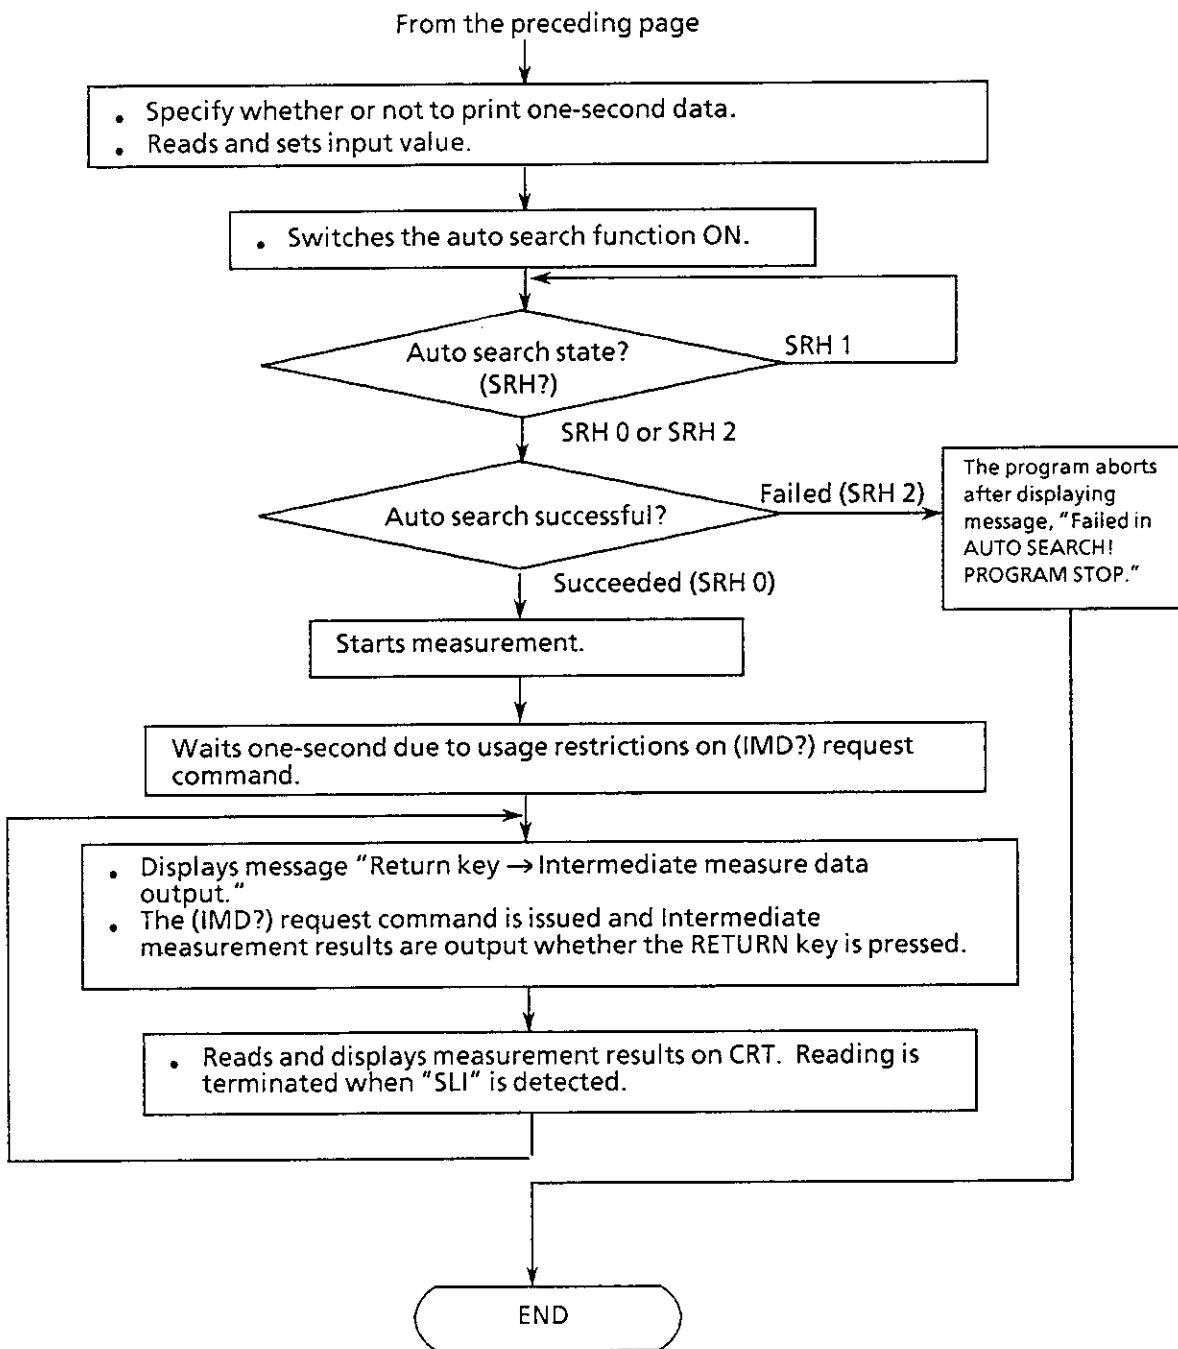 From the preceding page
• Specify whether or not to print one-second data.
• Reads and sets input value.
• Switches the auto search function ON.
Auto search state?
(SRH?)
SRH 1
SRH 0 or SRH 2
Auto search successful?
Failed (SRH 2)
The program aborts
after displaying
message, "Failed in
AUTO SEARCH!
PROGRAM STOP."
Succeeded (SRH 0)
Starts measurement.
Waits one-second due to usage restrictions on (IMD?) request
command.
• Displays message "Return key → Intermediate measure data
output."
• The (IMD?) request command is issued and Intermediate
measurement results are output whether the RETURN key is pressed.
• Reads and displays measurement results on CRT. Reading is
terminated when "SLI" is detected.
END